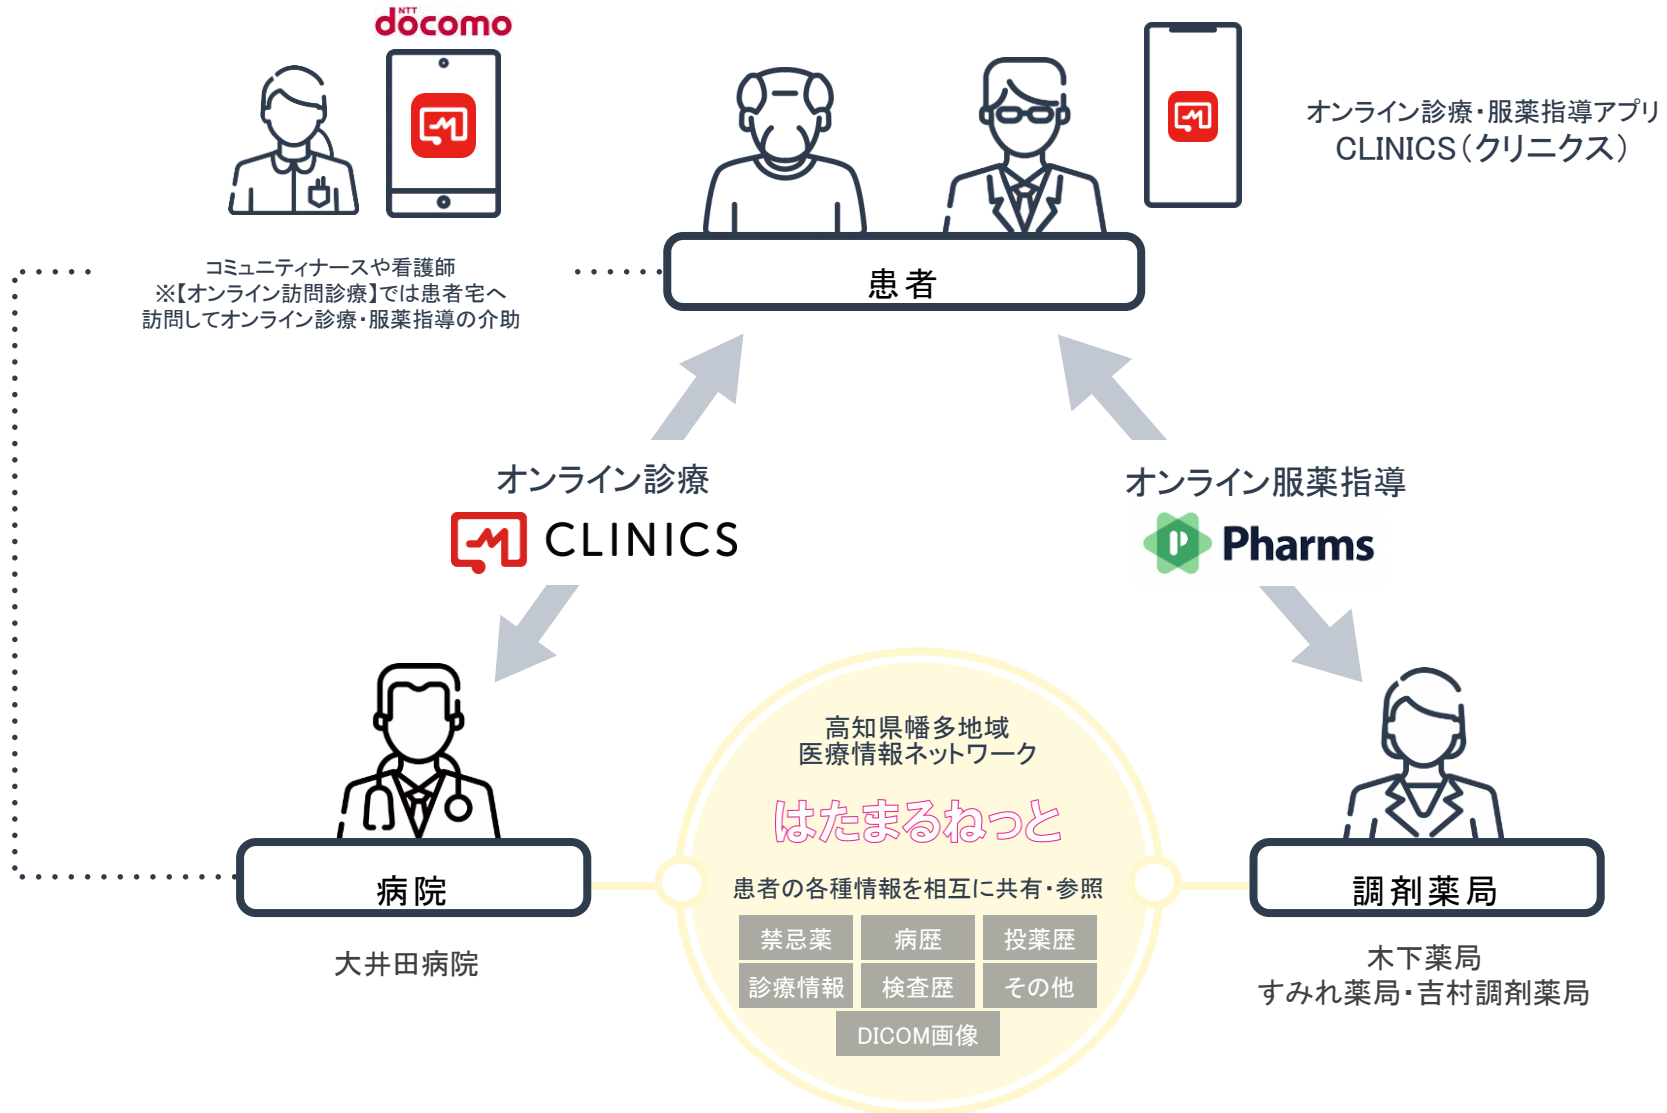 NTT
döcomo
オンライン診療・服薬指導アプリ
CLINICS（クリニクス）
コミュニティナースや看護師
※【オンライン訪問診療】では患者宅へ
訪問してオンライン診療・服薬指導の介助
患者
オンライン診療
CLINICS
オンライン服薬指導
Pharms
高知県幡多地域
医療情報ネットワーク
はたまるねっと
患者の各種情報を相互に共有・参照
禁忌薬 病歴 投薬歴
診療情報 検査歴 その他
DICOM画像
病院
大井田病院
調剤薬局
木下薬局
すみれ薬局・吉村調剤薬局